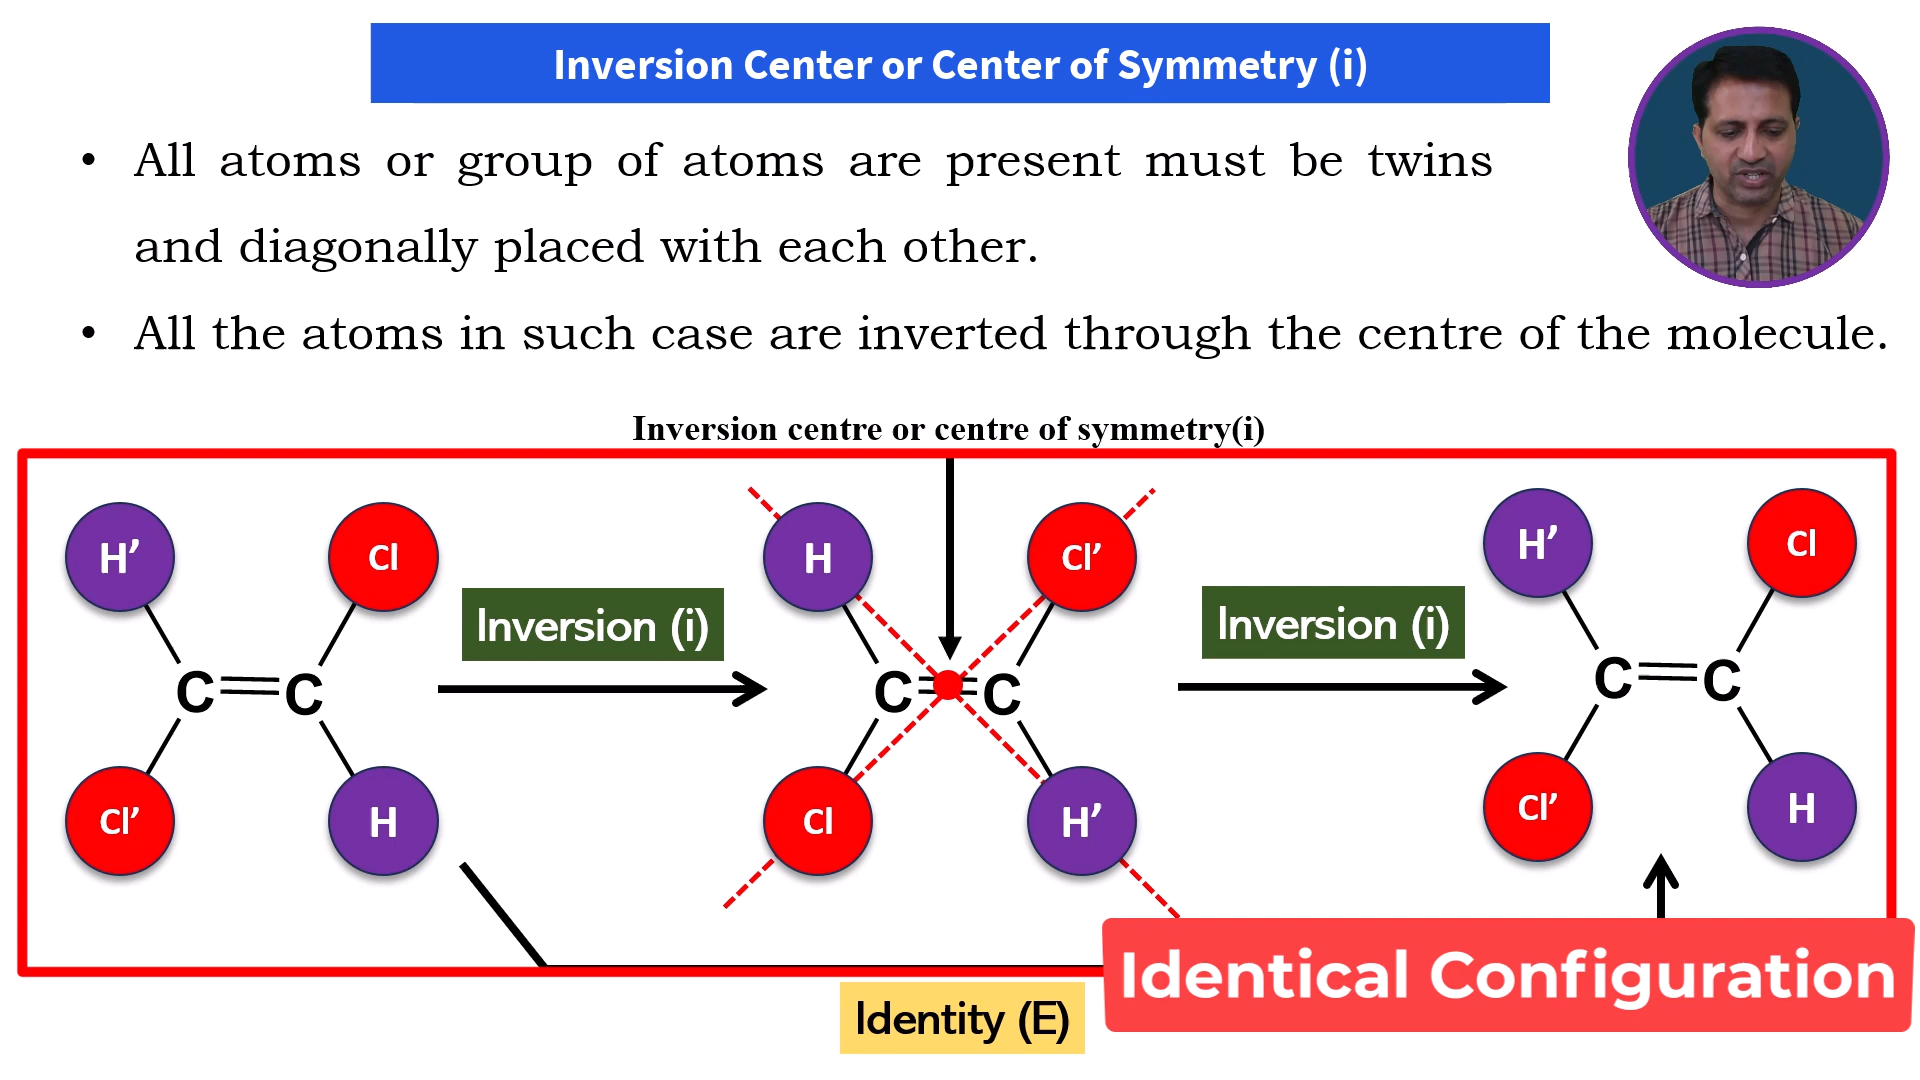 Inversion Center or Center of Symmetry (i)
• All atoms or group of atoms are present must be twins
and diagonally placed with each other.
• All the atoms in such case are inverted through the centre of the molecule.
Inversion centre or centre of symmetry(i)
H’ Cl H Cl’ H’ Cl
Inversion (i) Inversion (i)
C C C C C C
Cl’ H Cl H’ Cl’ H
Identical Configuration
Identity (E)